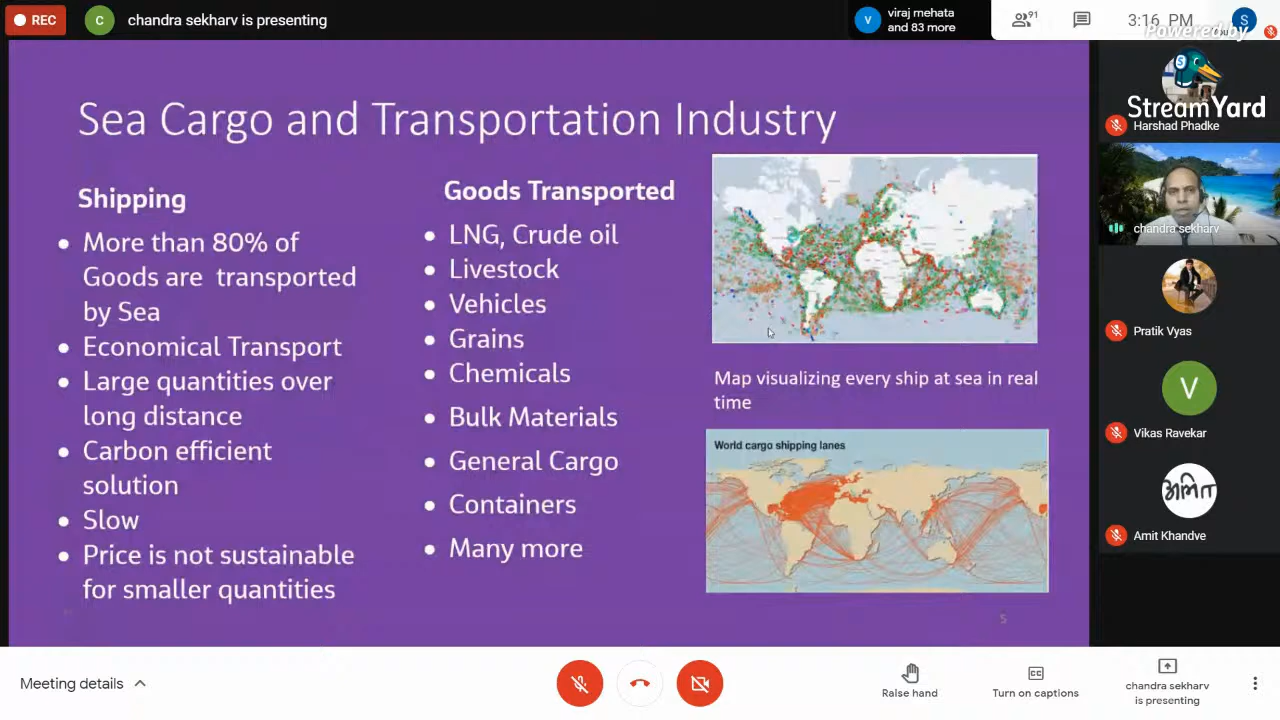 REC
C
chandra sekharv is presenting
V
viraj mehata
and 83 more
91
3:16 PM
S
Powered by
StreamYard
Harshad Phadke
chandra sekharv
Pratik Vyas
V
Vikas Ravekar
अमित
Amit Khandve
Sea Cargo and Transportation Industry
Shipping
• More than 80% of
Goods are transported
by Sea
• Economical Transport
• Large quantities over
long distance
• Carbon efficient
solution
• Slow
• Price is not sustainable
for smaller quantities
Goods Transported
• LNG, Crude oil
• Livestock
• Vehicles
• Grains
• Chemicals
• Bulk Materials
• General Cargo
• Containers
• Many more
Map visualizing every ship at sea in real
time
World cargo shipping lanes
5
Meeting details
Raise hand
CC
Turn on captions
chandra sekharv
is presenting